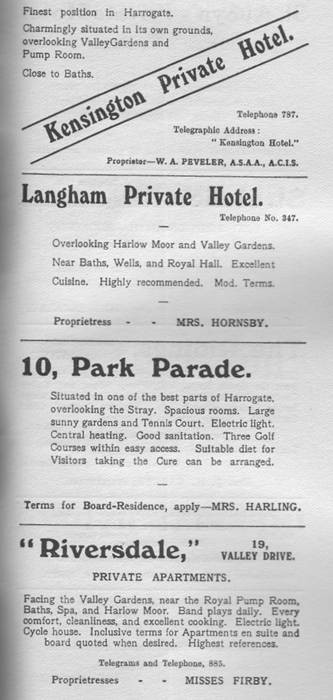 Finest position in Harrogate.
Charmingly situated in its own grounds,
overlooking ValleyGardens and
Pump Room.
Close to Baths.
Kensington Private Hotel.
Telephone 787.
Telegraphic Address:
"Kensington Hotel."
Proprietor—W. A. PEVELER, A.S.A.A., A.C.I.S.
Langham Private Hotel.
Telephone No. 347.
Overlooking Harlow Moor and Valley Gardens.
Near Baths, Wells, and Royal Hall. Excellent
Cuisine. Highly recommended. Mod. Terms.
Proprietress - - MRS. HORNSBY.
10, Park Parade.
Situated in one of the best parts of Harrogate,
overlooking the Stray. Spacious rooms. Large
sunny gardens and Tennis Court. Electric light.
Central heating. Good sanitation. Three Golf
Courses within easy access. Suitable diet for
Visitors taking the Cure can be arranged.
Terms for Board-Residence, apply—MRS. HARLING.
"Riversdale," 19,
VALLEY DRIVE.
PRIVATE APARTMENTS.
Facing the Valley Gardens, near the Royal Pump Room,
Baths, Spa, and Harlow Moor. Band plays daily. Every
comfort, cleanliness, and excellent cooking. Electric light.
Cycle house. Inclusive terms for Apartments en suite and
board quoted when desired. Highest references.
Telegrams and Telephone, 885.
Proprietresses - - MISSES FIRBY.